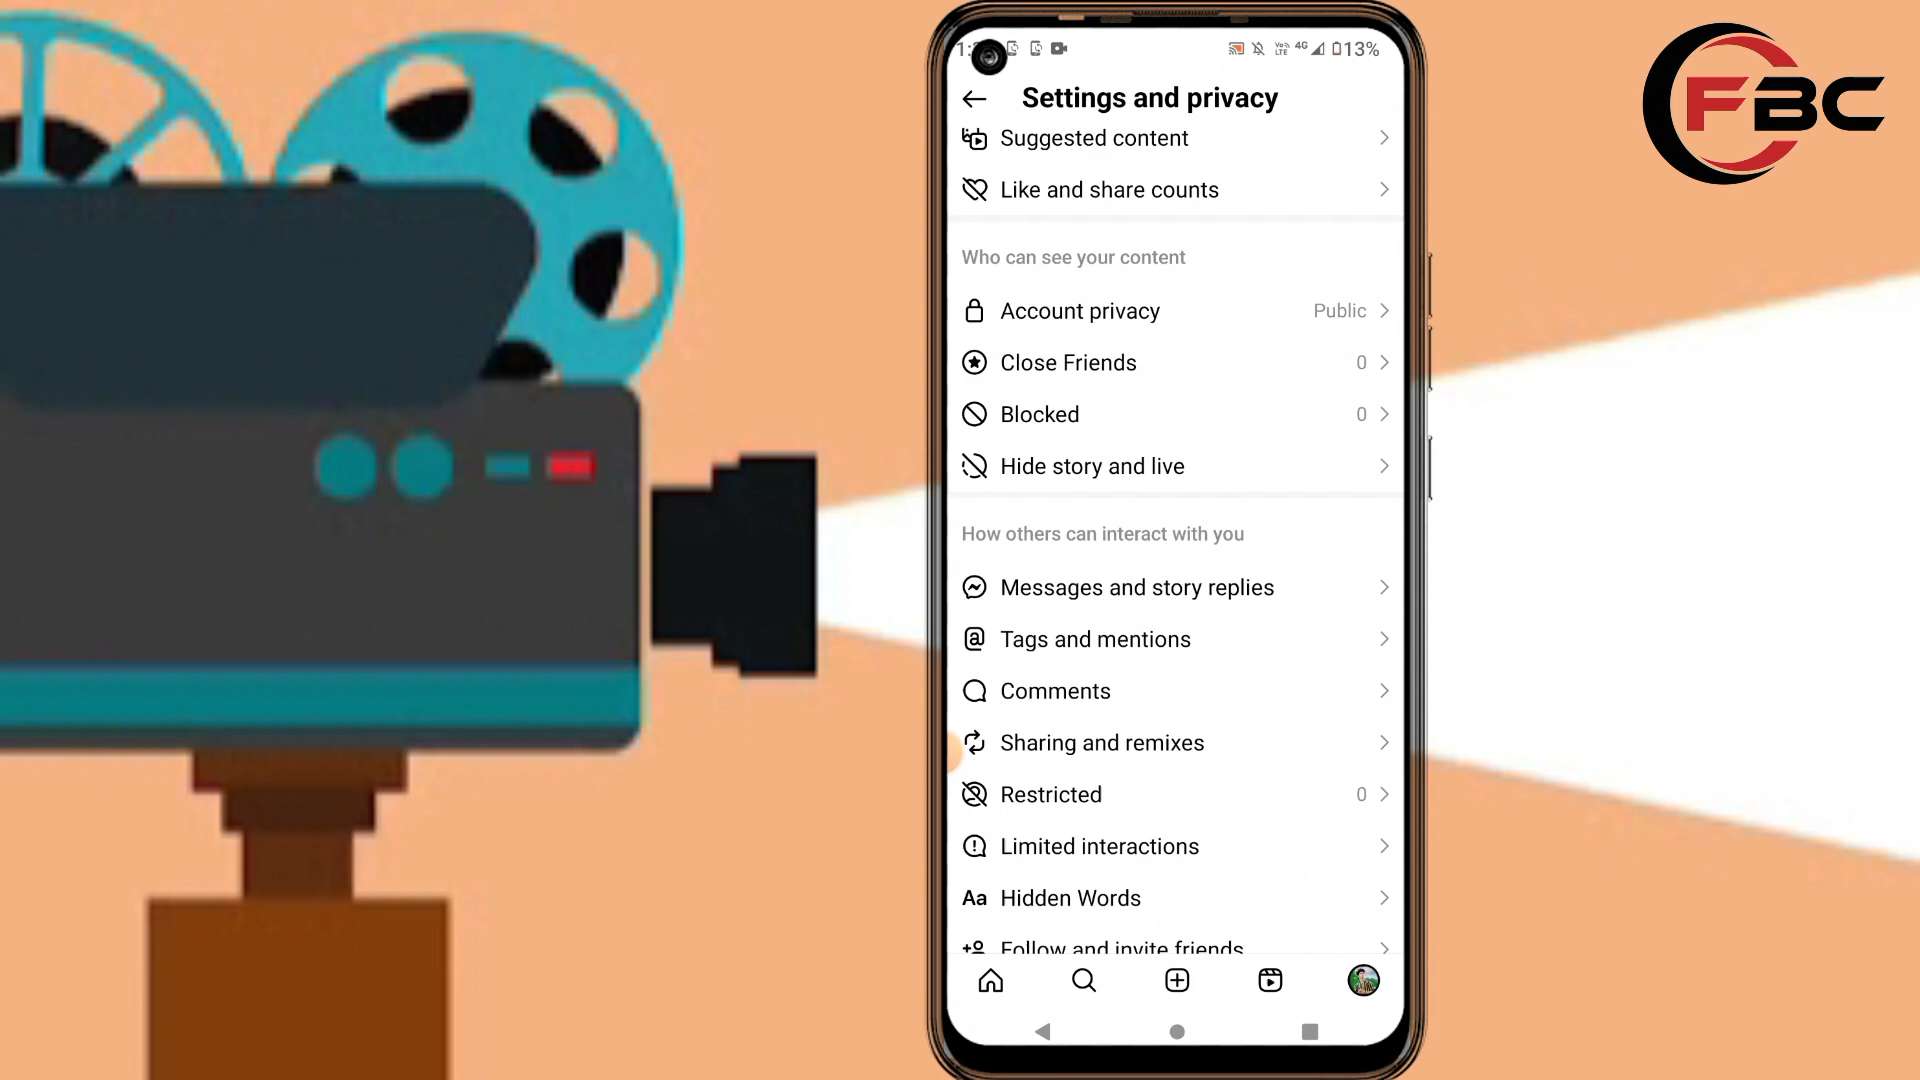 13%
4G
Settings and privacy
Suggested content
Like and share counts
Who can see your content
Account privacy Public
Close Friends 0
Blocked 0
Hide story and live
How others can interact with you
Messages and story replies
Tags and mentions
Comments
Sharing and remixes
Restricted 0
Limited interactions
Aa Hidden Words
Follow and invite friends
FBC